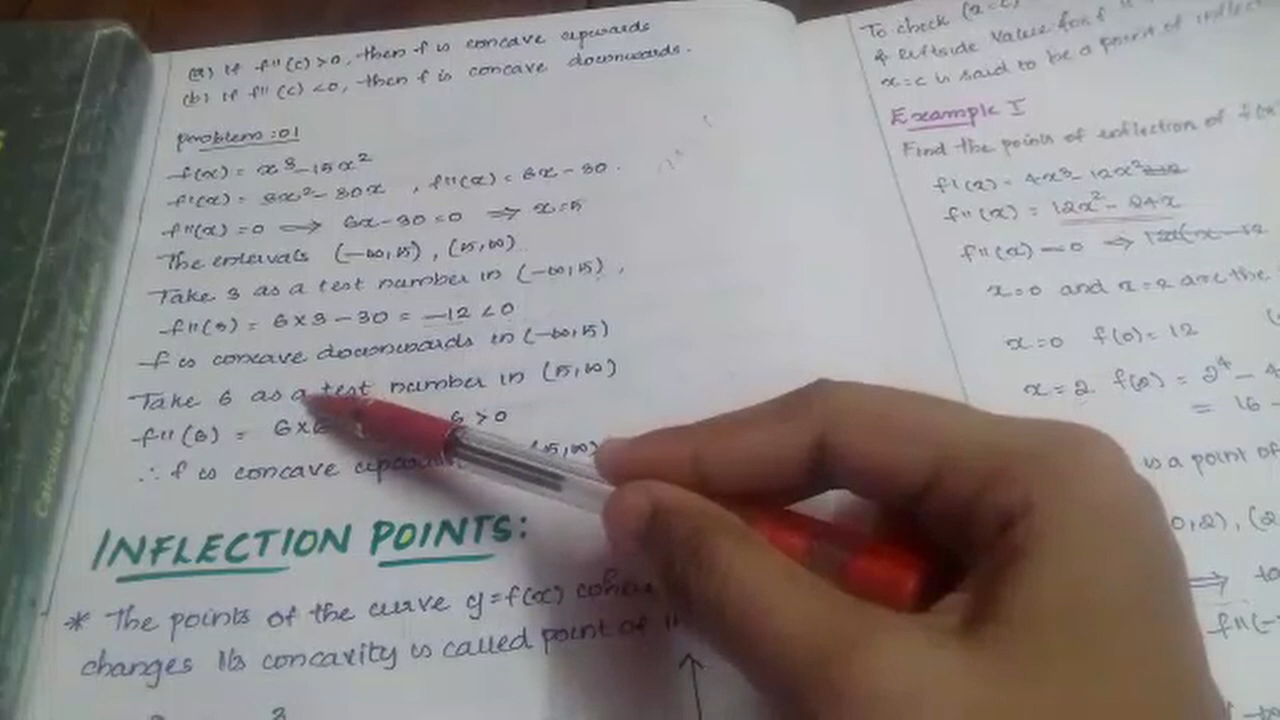 (a) If f''(c) > 0, then f is concave upwards
(b) If f''(c) < 0, then f is concave downwards.
problem:01
f(x) = x³ - 15x²
f'(x) = 3x² - 30x , f''(x) = 6x - 30.
f''(x) = 0 ⟹ 6x - 30 = 0 ⟹ x = 5
The intervals (-∞, 5), (5, ∞)
Take 3 as a test number in (-∞, 5),
f''(3) = 6×3 - 30 = -12 < 0
f is concave downwards in (-∞, 5)
Take 6 as a test number in (5, ∞)
f''(6) = 6×6 6 > 0
∴ f is concave (5, ∞)
INFLECTION POINTS:
* The points of the curve y = f(x)
changes its concavity is called point of
To check (x = c)
& leftside value for f''
x = c is said to be a point of inflec
Example I
Find the points of inflection of f(x
f'(x) = 4x³ - 12x²
f''(x) = 12x² - 24x
f''(x) = 0 ⟹
x = 0 and x = 2 are the
x = 0 f(0) = 12
x = 2 f(2) = 2⁴ - 4
= 16 -
is a point of
0, 2), (2
⟹ to
f''(-